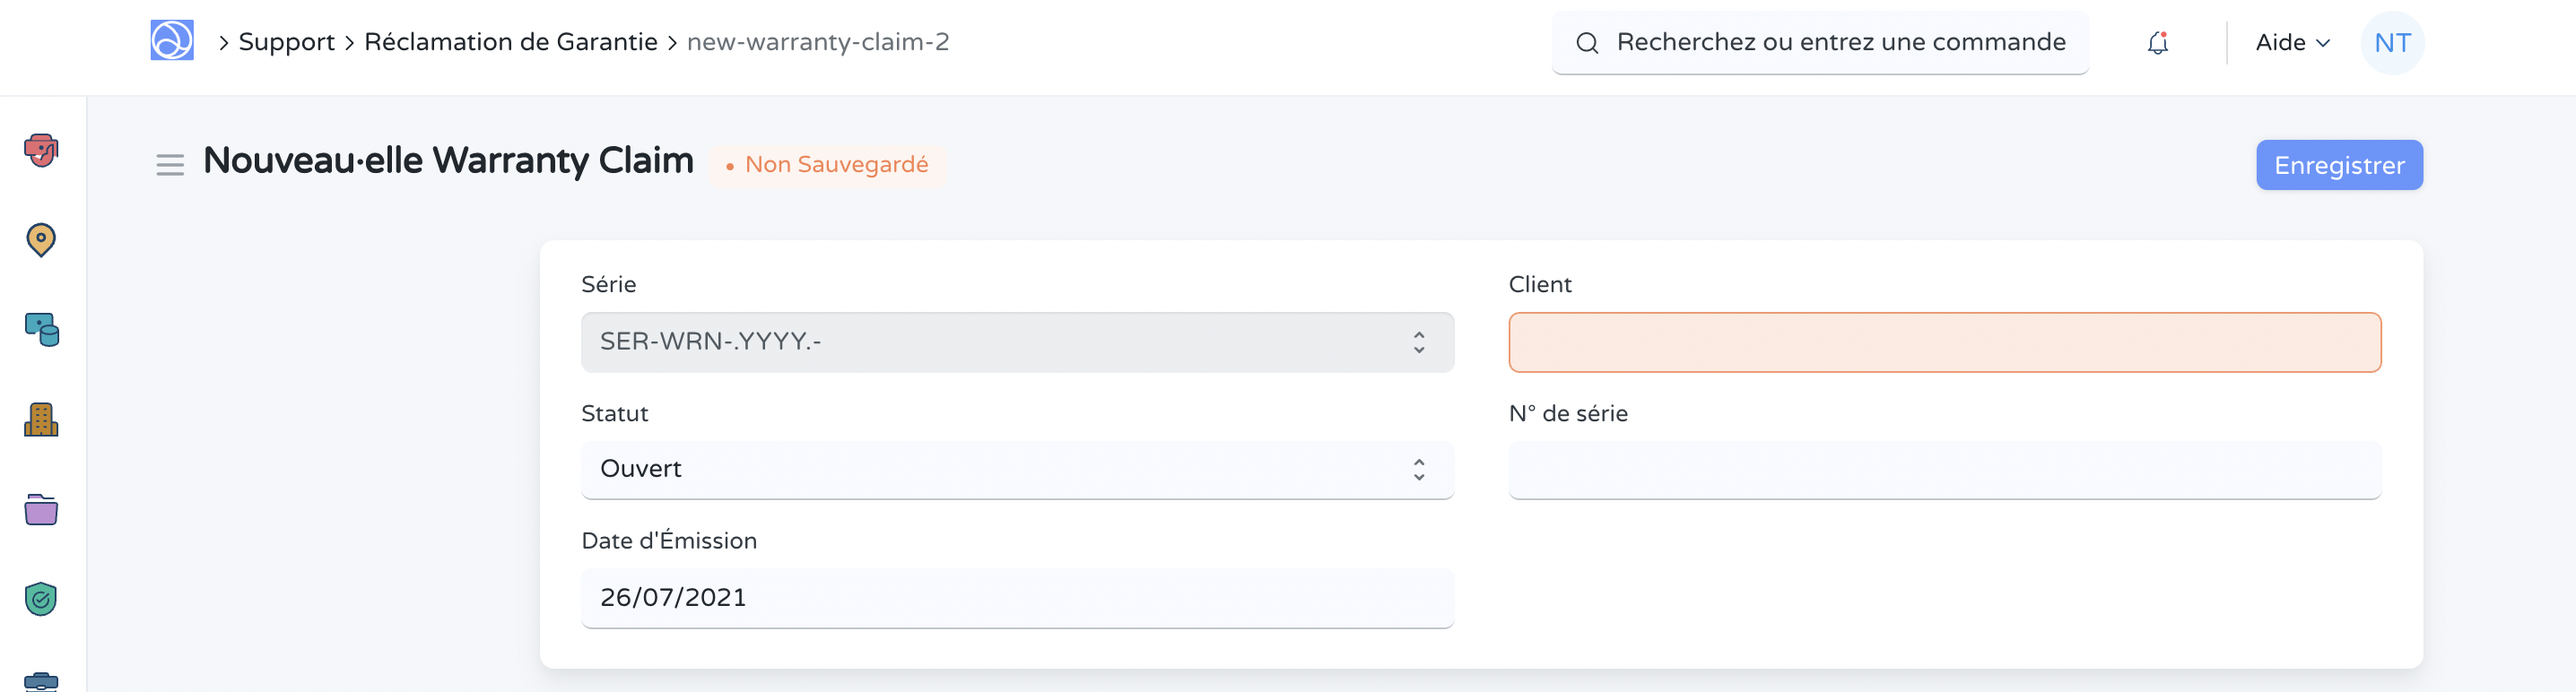 Support
Réclamation de Garantie
new-warranty-claim-2
Recherchez ou entrez une commande
Aide
NT
Nouveau·elle Warranty Claim
Non Sauvegardé
Enregistrer
Série
SER-WRN-.YYYY.-
Client
Statut
Ouvert
N° de série
Date d'Émission
26/07/2021